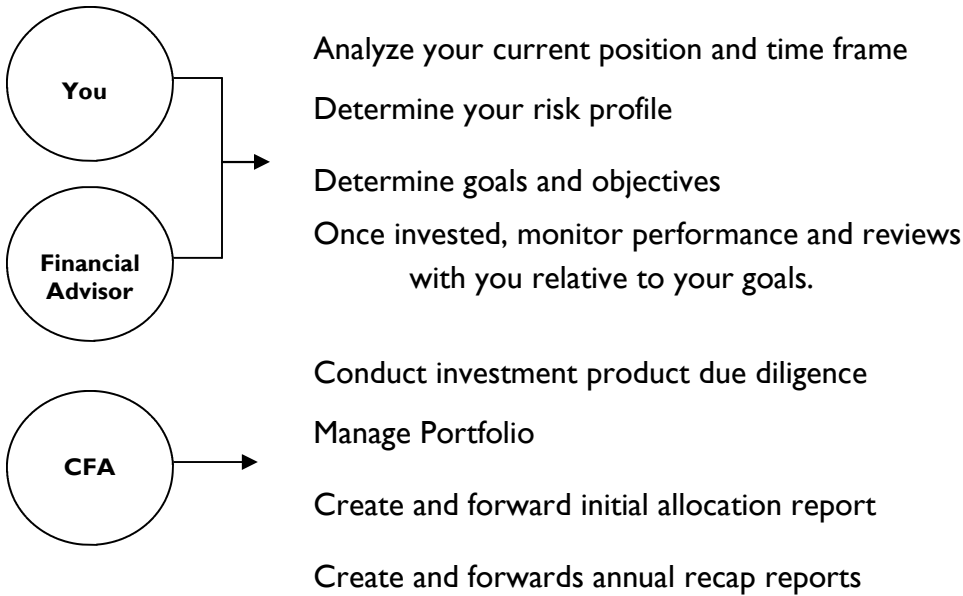 You
Analyze your current position and time frame
Determine your risk profile
Determine goals and objectives
Financial
Advisor
Once invested, monitor performance and reviews
with you relative to your goals.
CFA
Conduct investment product due diligence
Manage Portfolio
Create and forward initial allocation report
Create and forwards annual recap reports